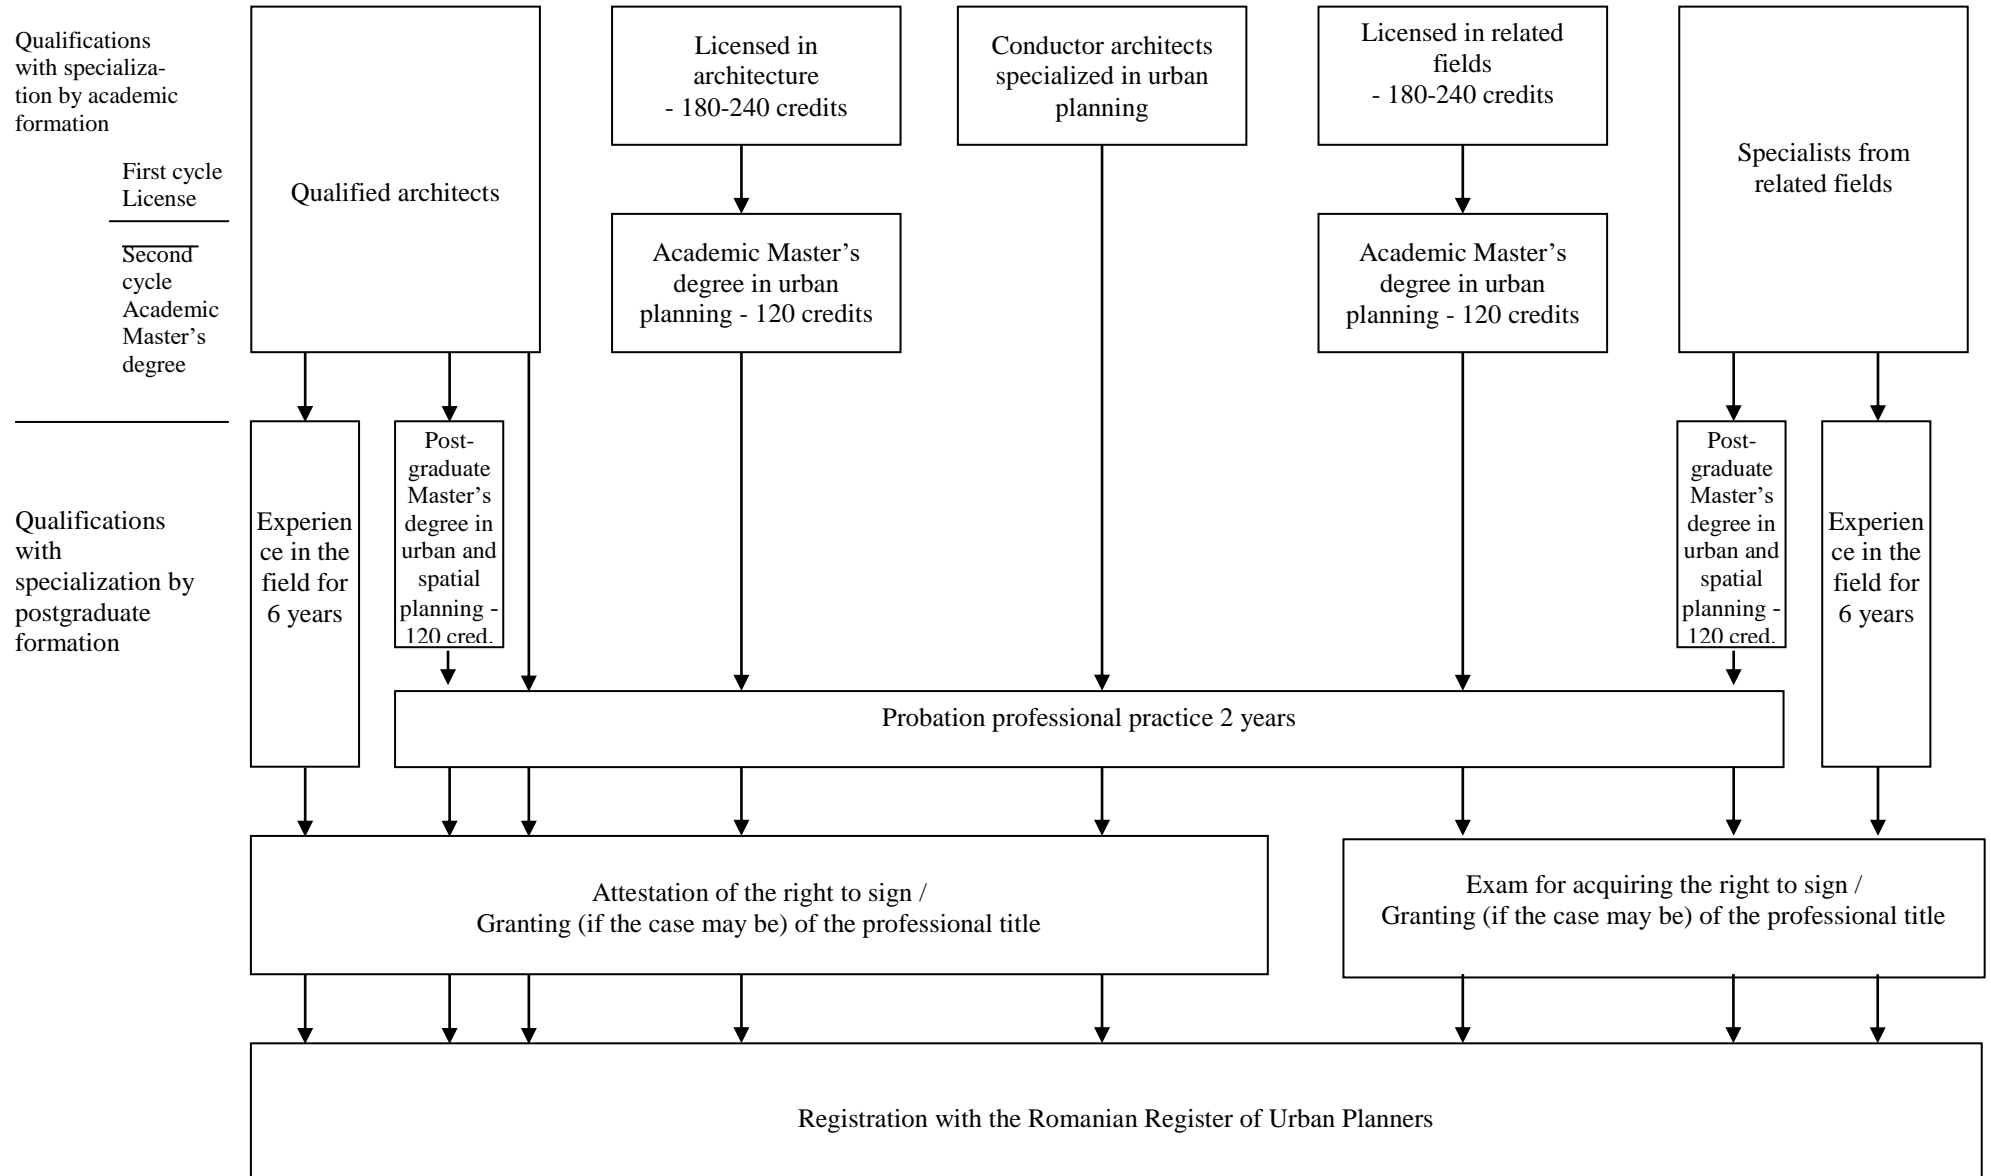 Qualifications
with specializa-
tion by academic
formation
First cycle
License
Second
cycle
Academic
Master's
degree
Qualified architects
Licensed in
architecture
- 180-240 credits
Academic Master's
degree in urban
planning - 120 credits
Conductor architects
specialized in urban
planning
Licensed in related
fields
- 180-240 credits
Academic Master's
degree in urban
planning - 120 credits
Specialists from
related fields
Qualifications
with
specialization by
postgraduate
formation
Experien
ce in the
field for
6 years
Post-
graduate
Master's
degree in
urban and
spatial
planning -
120 cred.
Post-
graduate
Master's
degree in
urban and
spatial
planning -
120 cred.
Experien
ce in the
field for
6 years
Probation professional practice 2 years
Attestation of the right to sign /
Granting (if the case may be) of the professional title
Exam for acquiring the right to sign /
Granting (if the case may be) of the professional title
Registration with the Romanian Register of Urban Planners